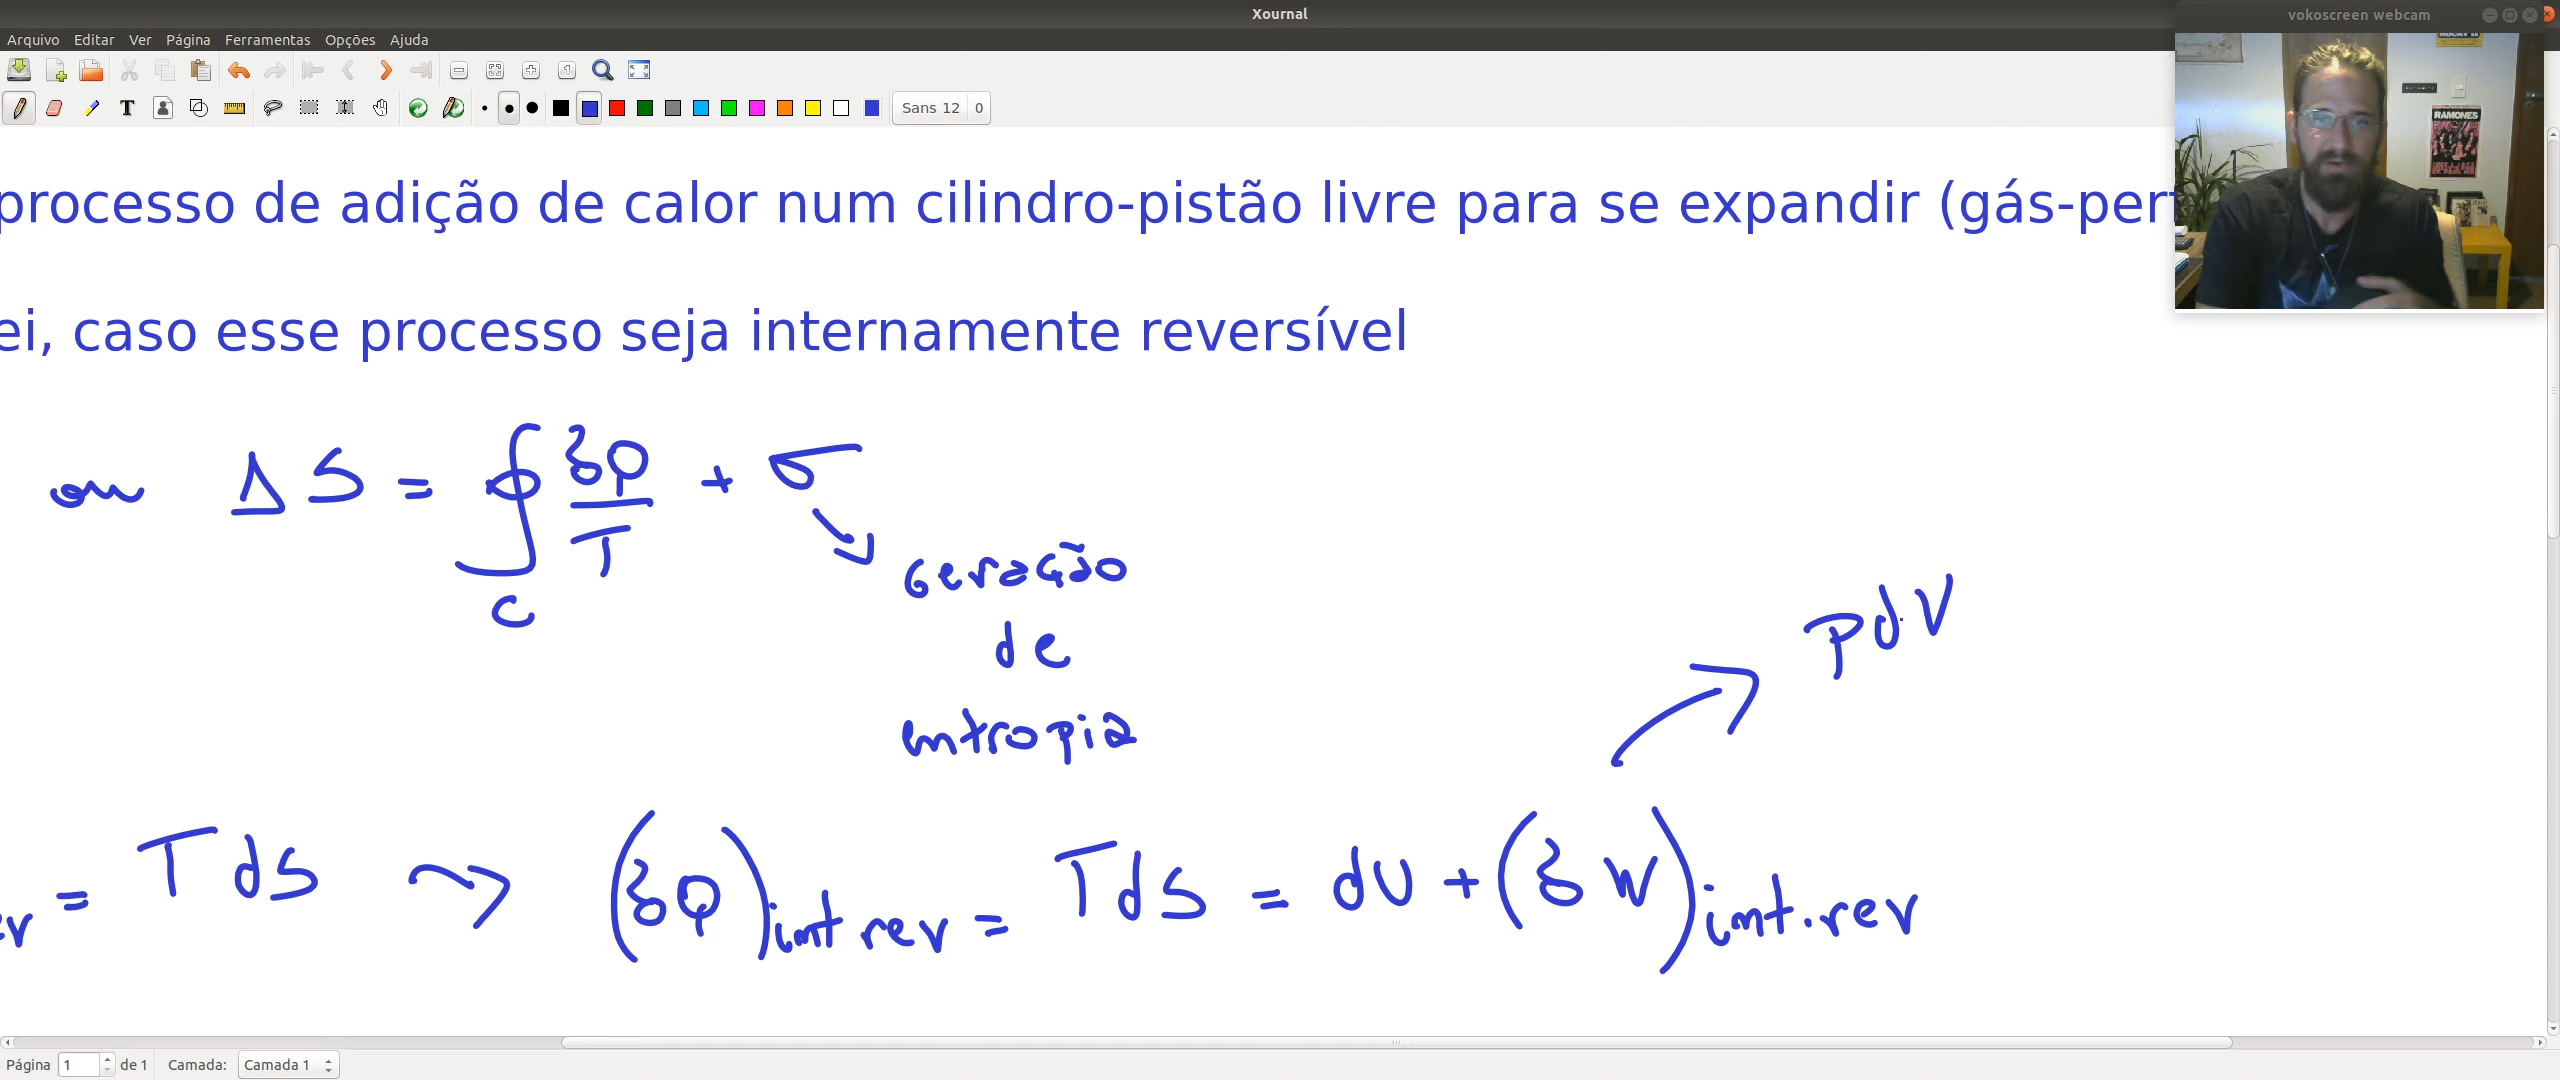 Xournal
vokoscreen webcam
Arquivo Editar Ver Página Ferramentas Opções Ajuda
Sans 12 0
RAMONES
processo de adição de calor num cilindro-pistão livre para se expandir (gás-per
ei, caso esse processo seja internamente reversível
ou ΔS = ∮_C δQ/T + σ
Geração
de
entropia
PdV
ev = TdS → (δQ)int rev = TdS = dU + (δW)int.rev
Página 1 de 1 Camada: Camada 1